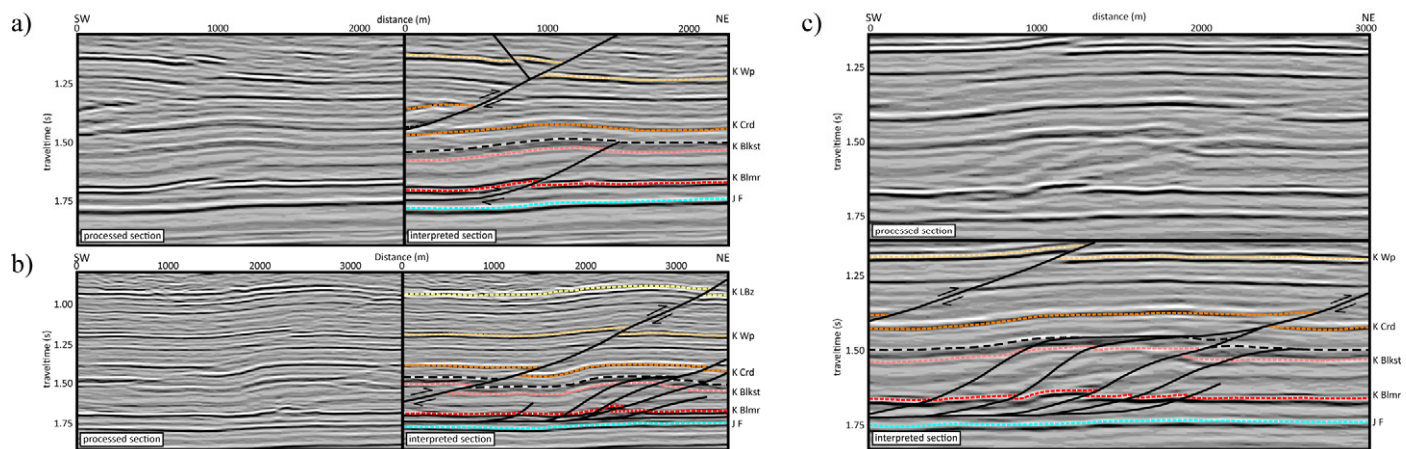 a)
SW
distance (m)
NE
0
1000
2000
0
1000
2000
traveltime (s)
1.25
1.50
1.75
K Wp
K Crd
K Blkst
K Blmr
J F
processed section
interpreted section
b)
SW
Distance (m)
NE
0
1000
2000
3000
0
1000
2000
3000
traveltime (s)
1.00
1.25
1.50
1.75
K LBz
K Wp
K Crd
K Blkst
K Blmr
J F
processed section
interpreted section
c)
SW
distance (m)
NE
0
1000
2000
3000
traveltime (s)
1.25
1.50
1.75
processed section
traveltime (s)
1.25
1.50
1.75
K Wp
K Crd
K Blkst
K Blmr
J F
interpreted section